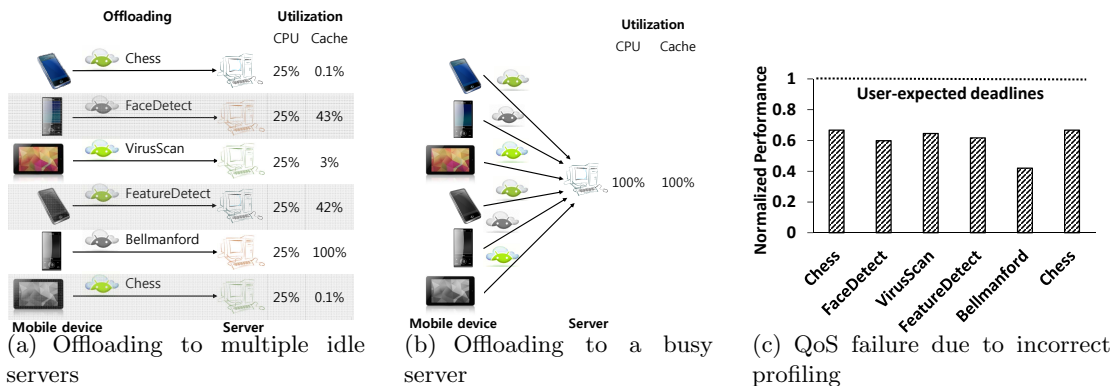 Offloading
Utilization
CPU Cache
Chess
25% 0.1%
FaceDetect
25% 43%
VirusScan
25% 3%
FeatureDetect
25% 42%
Bellmanford
25% 100%
Chess
25% 0.1%
Mobile device Server
(a) Offloading to multiple idle
servers
Utilization
CPU Cache
100% 100%
Mobile device Server
(b) Offloading to a busy
server
Normalized Performance
1
0.8
0.6
0.4
0.2
0
User-expected deadlines
Chess
FaceDetect
VirusScan
FeatureDetect
Bellmanford
Chess
(c) QoS failure due to incorrect
profiling